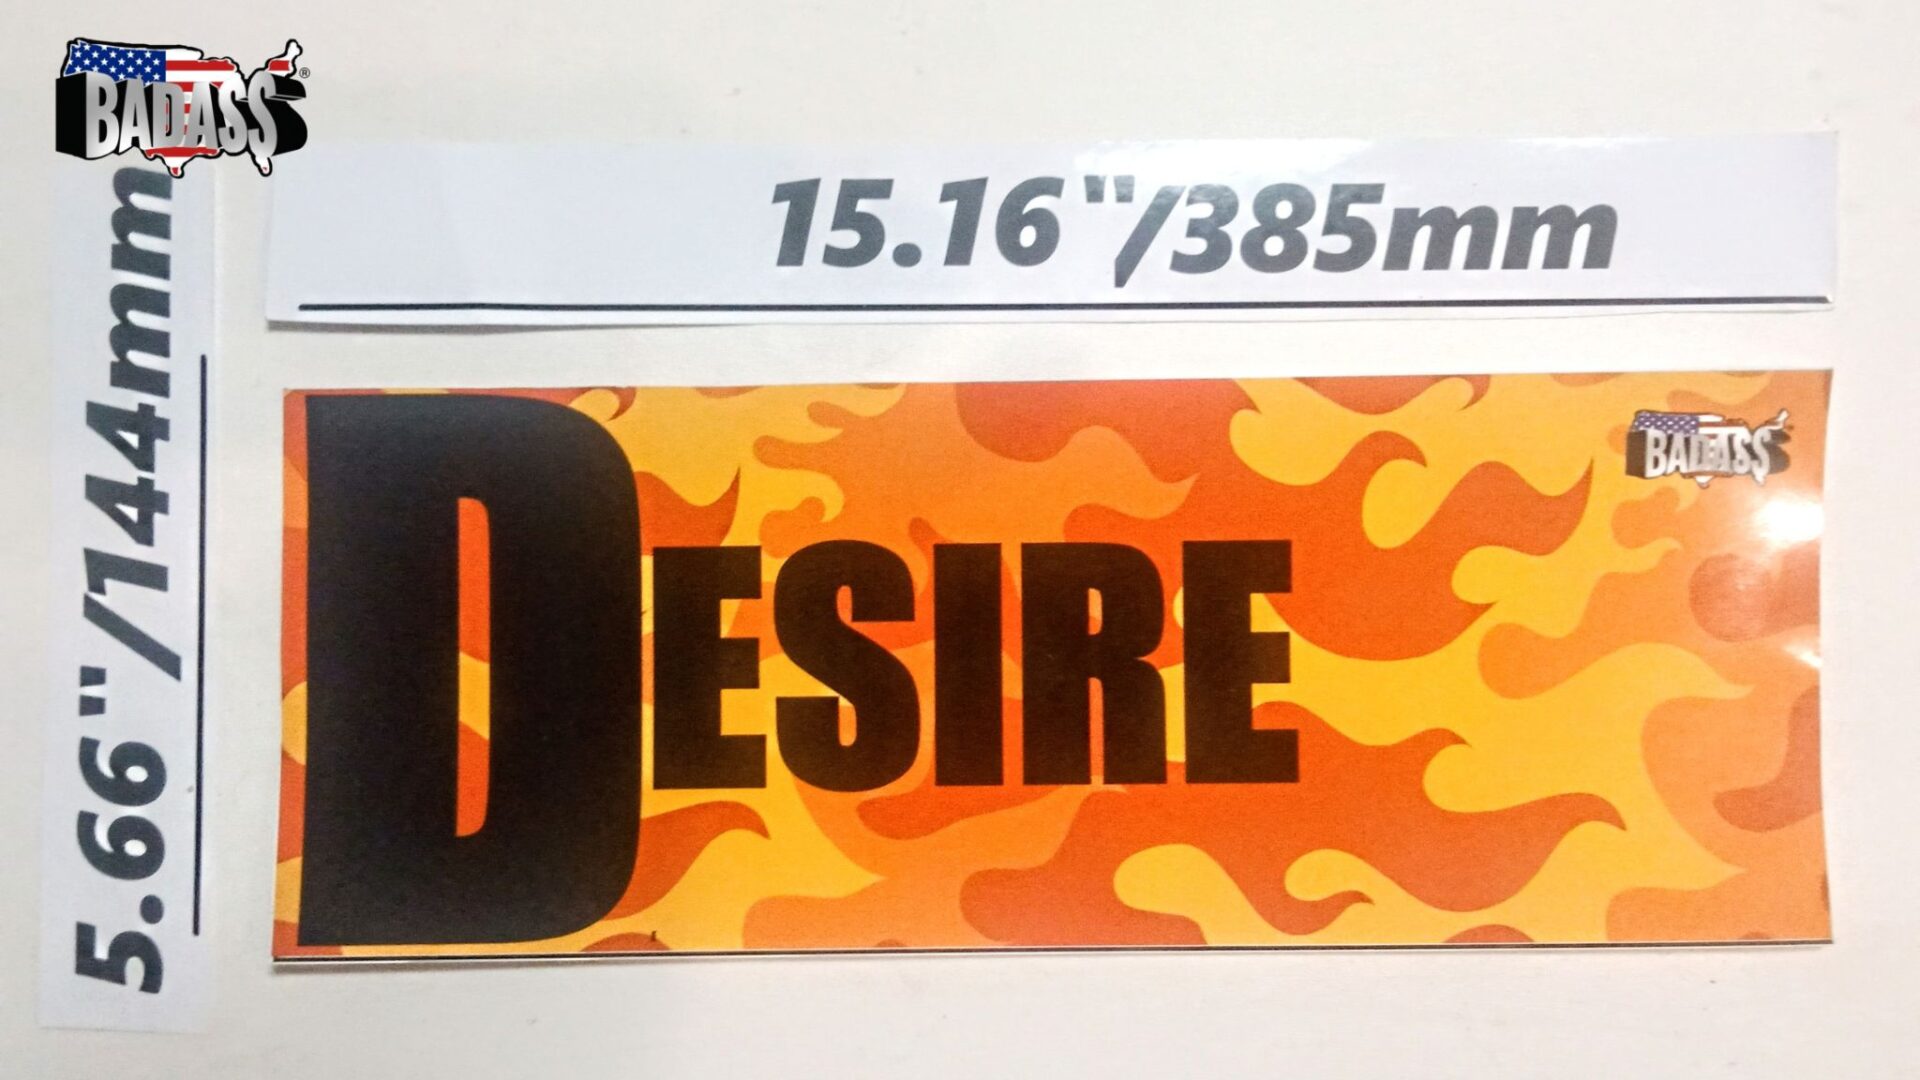 BADASS®
15.16"/385mm
5.66"/144mm
DESIRE
BADASS